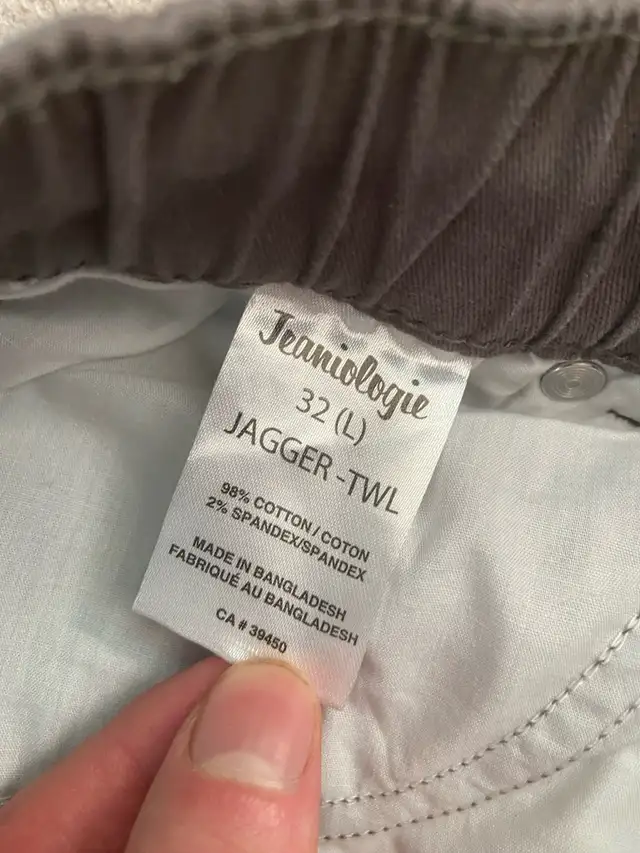 Jeaniologie
32 (L)
JAGGER-TWL
98% COTTON / COTON
2% SPANDEX/SPANDEX
MADE IN BANGLADESH
FABRIQUÉ AU BANGLADESH
CA # 39450